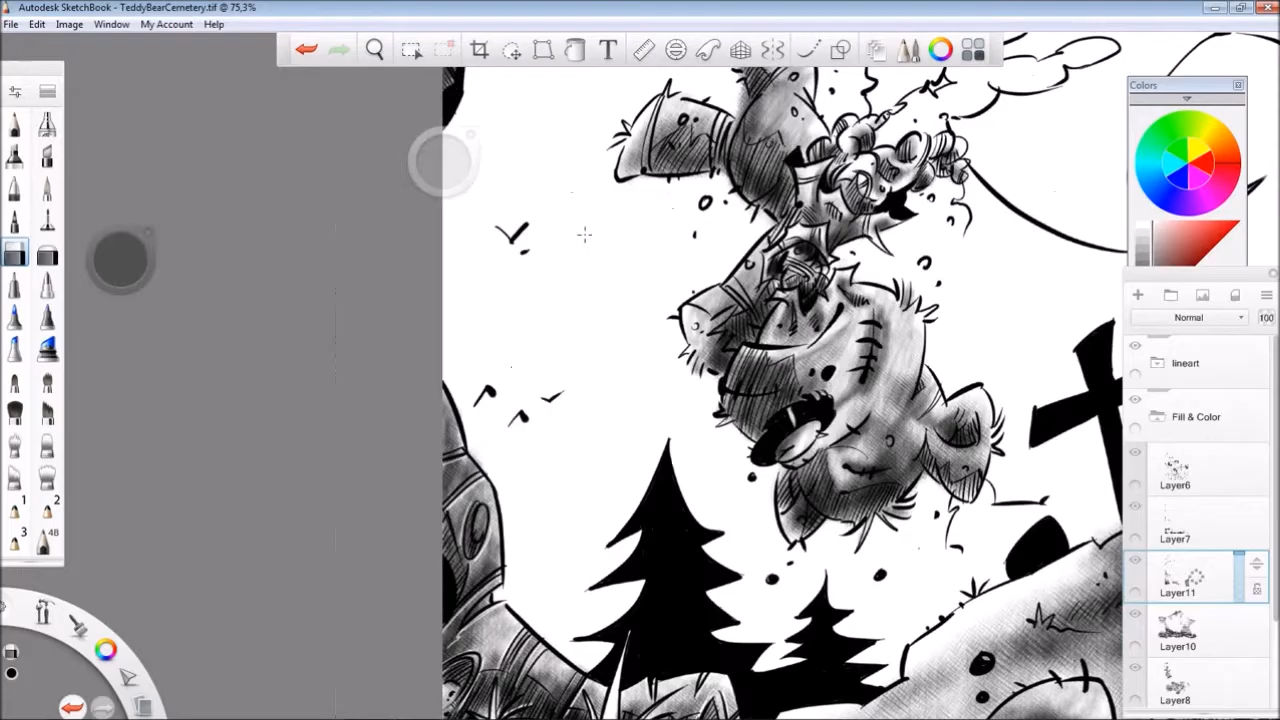 Autodesk SketchBook - TeddyBearCemetery.tif @ 75,3%
File Edit Image Window My Account Help
T
Colors
Normal 100
lineart
Fill & Color
Layer6
Layer7
Layer11
Layer10
Layer8
1 2
3 4B